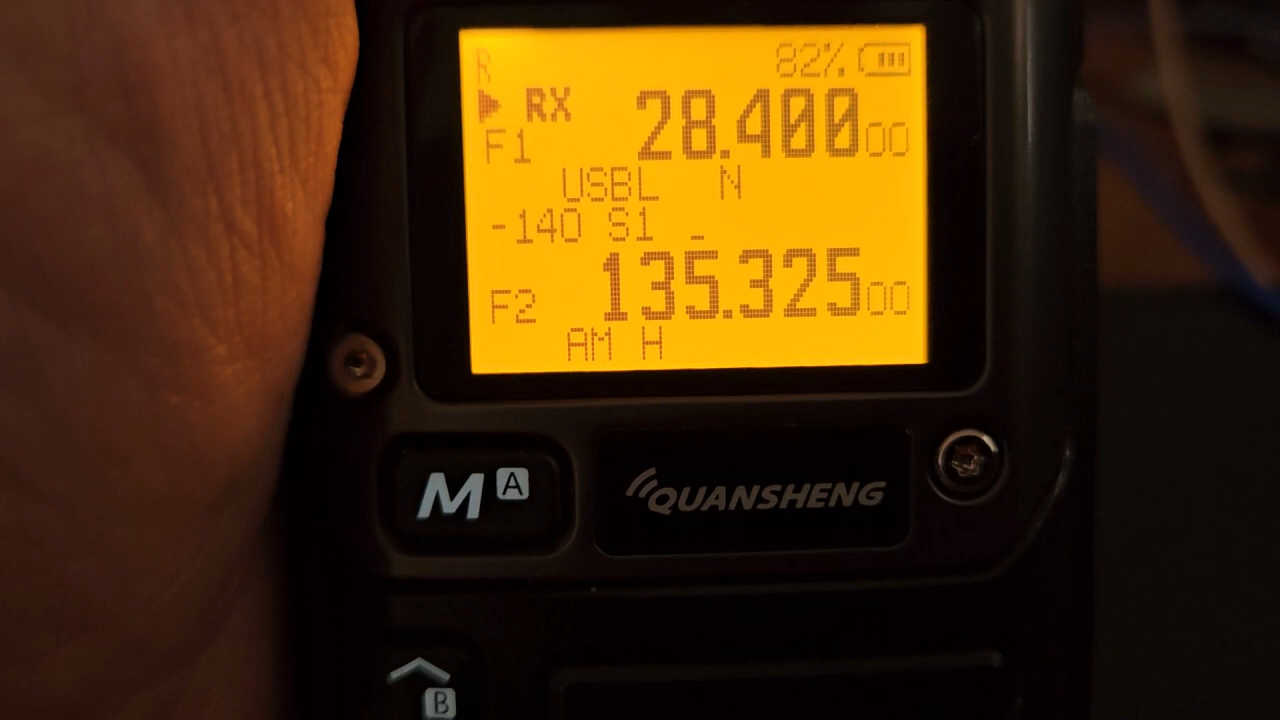 R 82%
RX 28.40000
F1
USBL N
-140 S1 _
135.32500
F2
AM H
M A
QUANSHENG
B